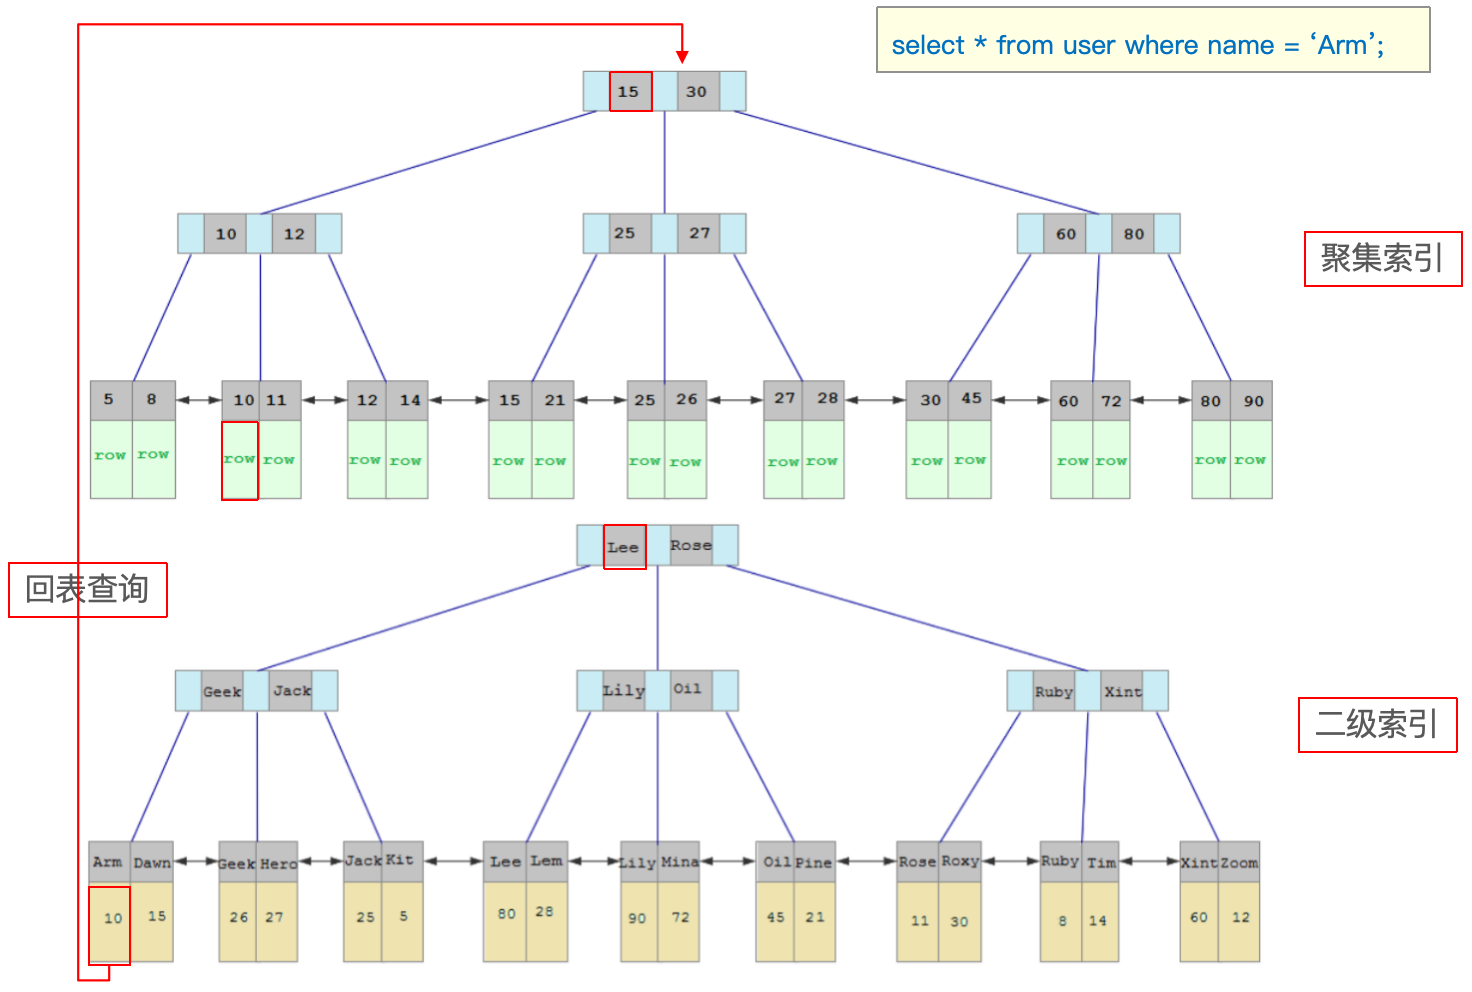 select * from user where name = ‘Arm’;
15 30
10 12 25 27 60 80
聚集索引
5 8 10 11 12 14 15 21 25 26 27 28 30 45 60 72 80 90
row row row row row row row row row row row row row row row row row row
Lee Rose
回表查询
Geek Jack Lily Oil Ruby Xint
二级索引
Arm Dawn Geek Hero Jack Kit Lee Lem Lily Mina Oil Pine Rose Roxy Ruby Tim Xint Zoom
10 15 26 27 25 5 80 28 90 72 45 21 11 30 8 14 60 12